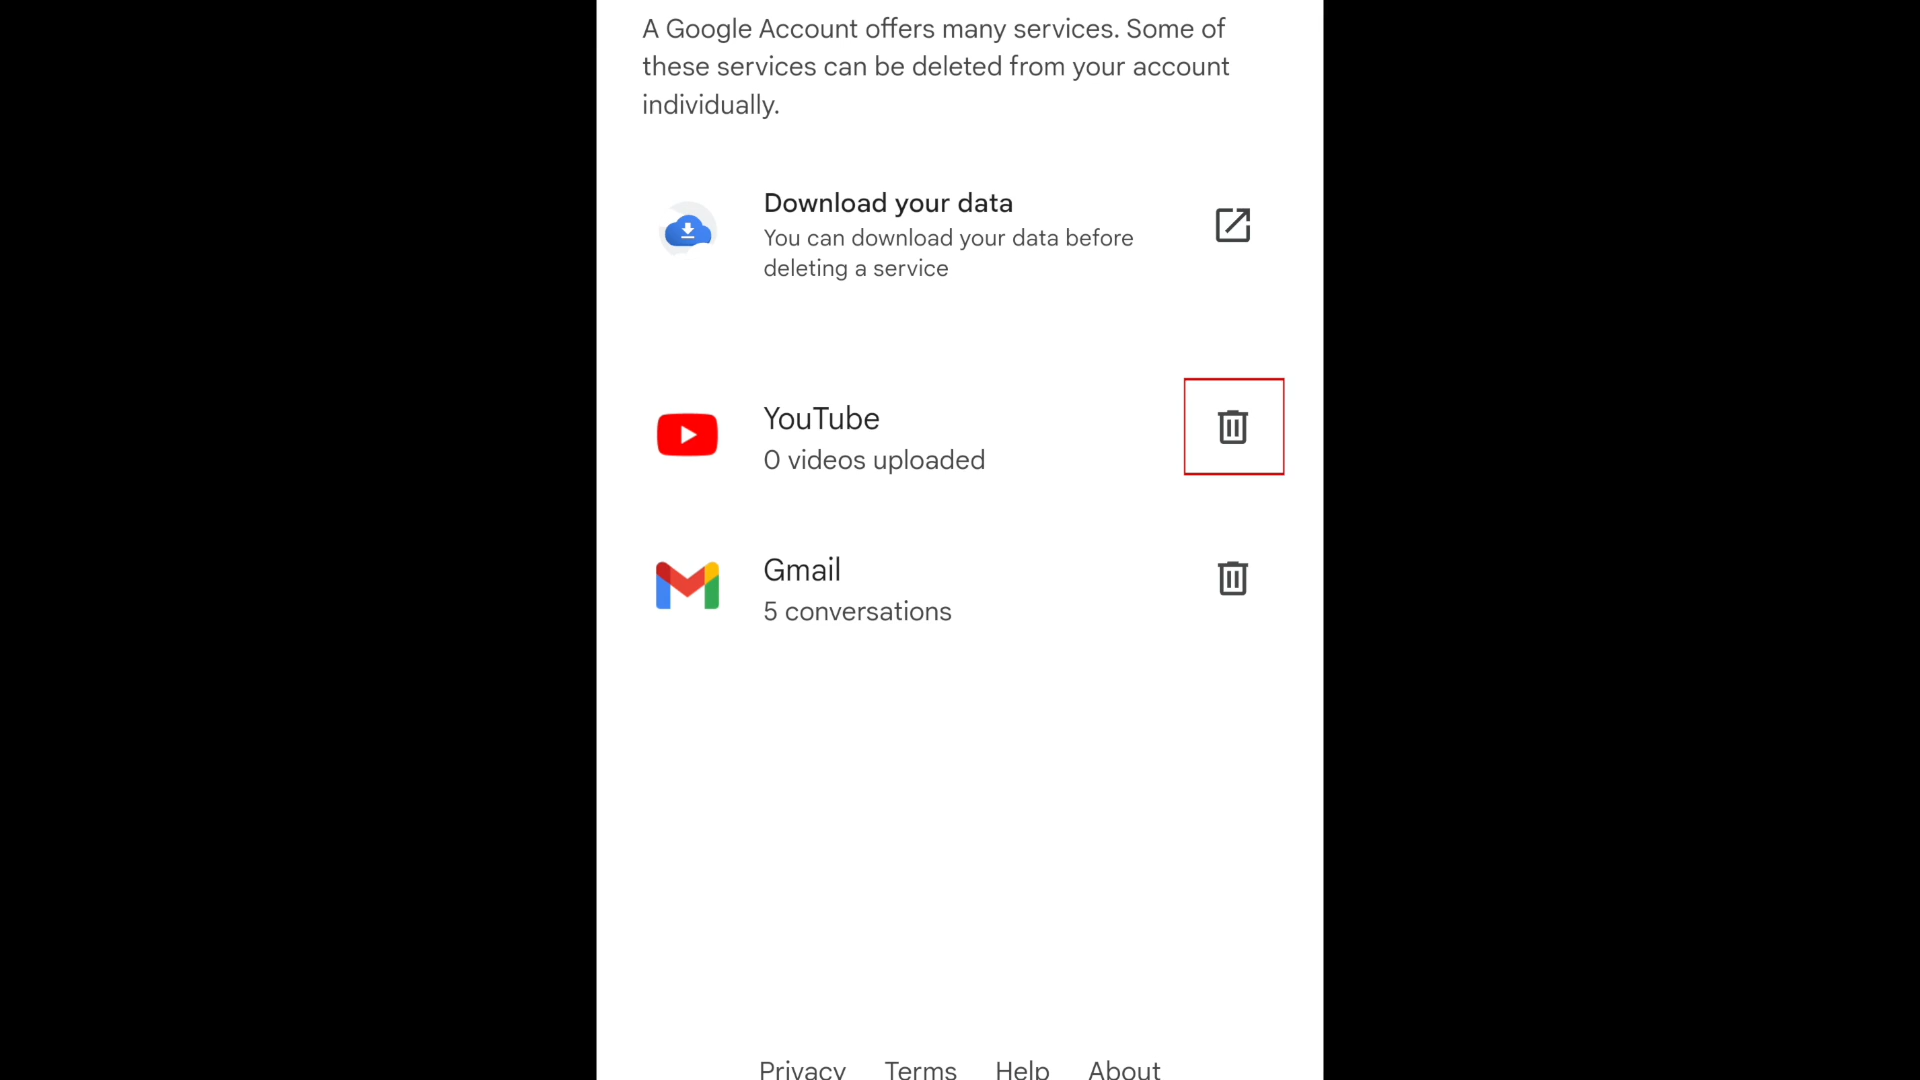 A Google Account offers many services. Some of
these services can be deleted from your account
individually.
Download your data
You can download your data before
deleting a service
YouTube
0 videos uploaded
Gmail
5 conversations
Privacy Terms Help About